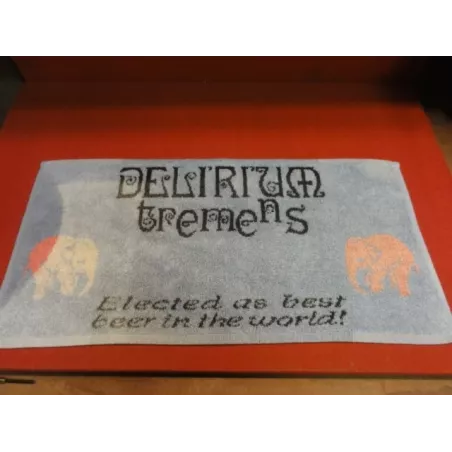 DELIRIUM
tremens
Elected as best
beer in the world!